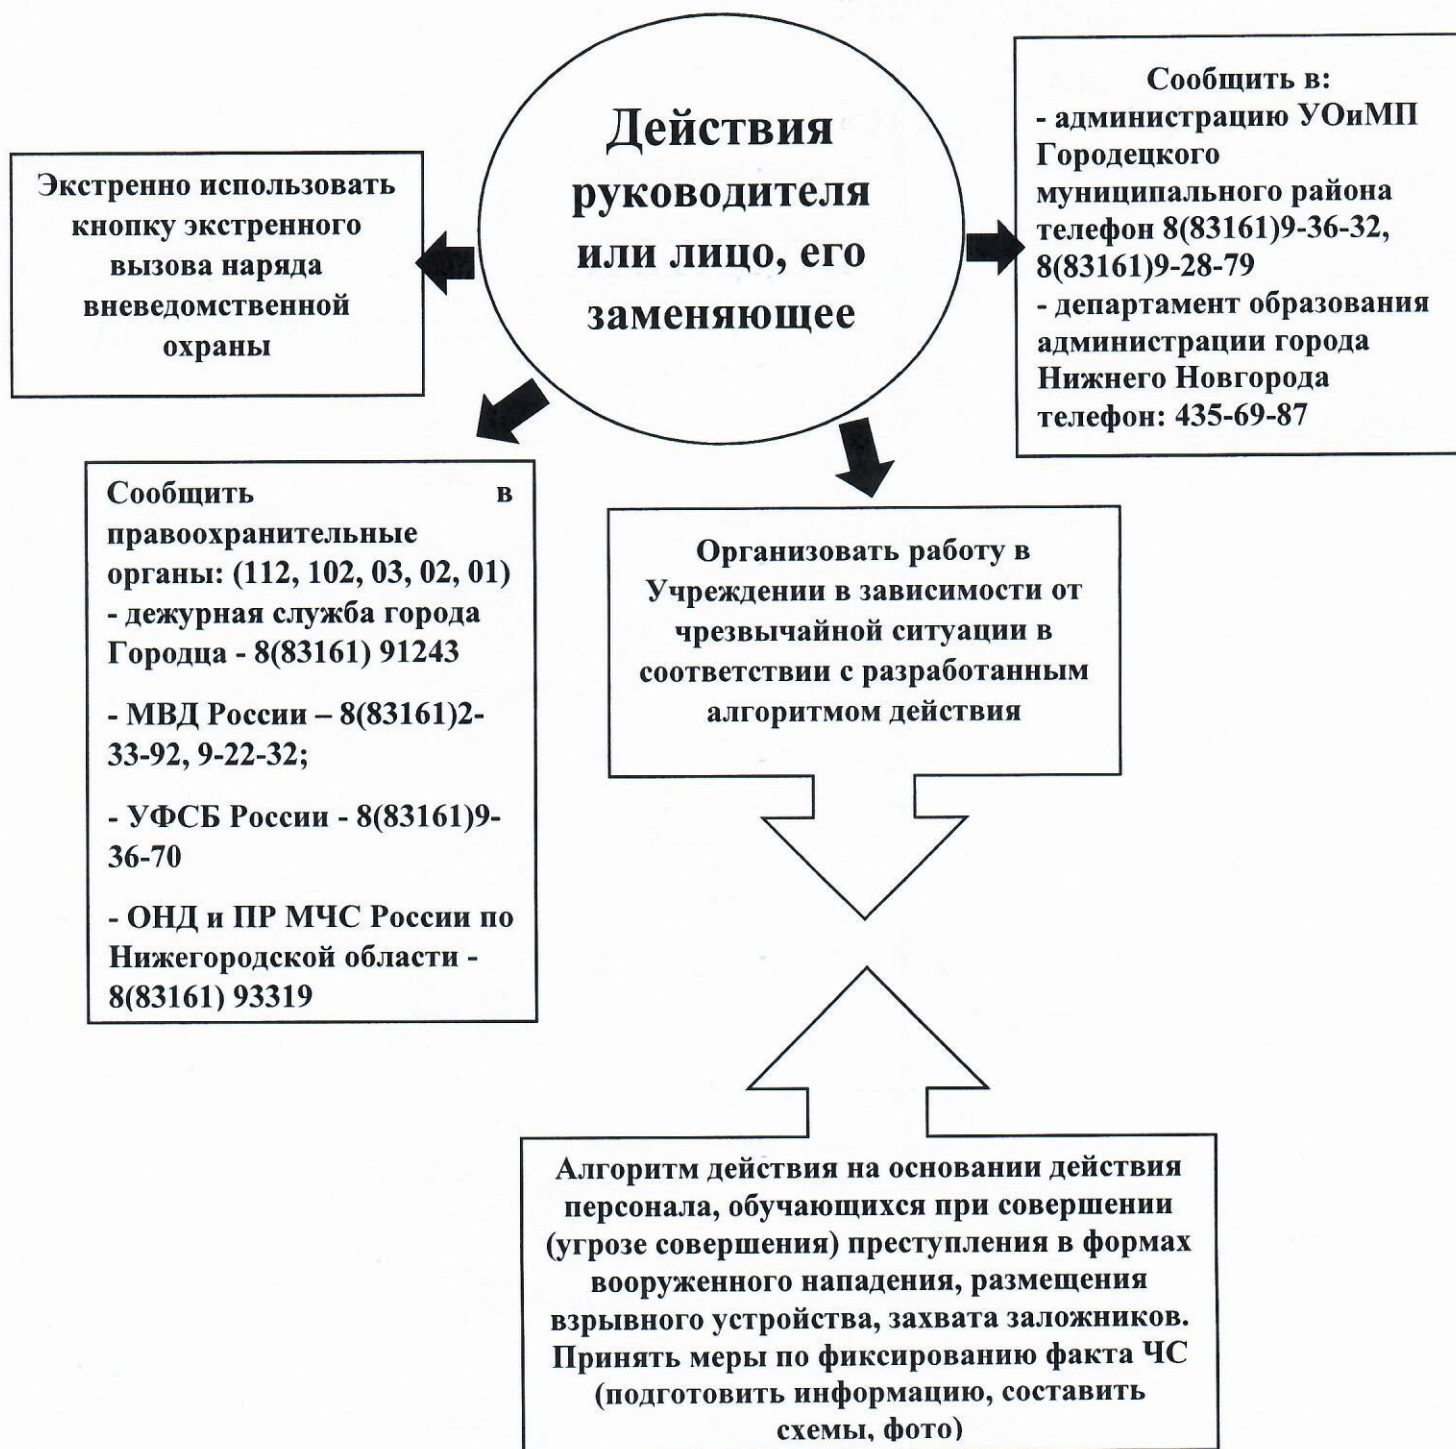 Действия
руководителя
или лицо, его
заменяющее
Экстренно использовать
кнопку экстренного
вызова наряда
вневедомственной
охраны
Сообщить в:
- администрацию УОиМП
Городецкого
муниципального района
телефон 8(83161)9-36-32,
8(83161)9-28-79
- департамент образования
администрации города
Нижнего Новгорода
телефон: 435-69-87
Сообщить в
правоохранительные
органы: (112, 102, 03, 02, 01)
- дежурная служба города
Городца - 8(83161) 91243
- МВД России – 8(83161)2-
33-92, 9-22-32;
- УФСБ России - 8(83161)9-
36-70
- ОНД и ПР МЧС России по
Нижегородской области -
8(83161) 93319
Организовать работу в
Учреждении в зависимости от
чрезвычайной ситуации в
соответствии с разработанным
алгоритмом действия
Алгоритм действия на основании действия
персонала, обучающихся при совершении
(угрозе совершения) преступления в формах
вооруженного нападения, размещения
взрывного устройства, захвата заложников.
Принять меры по фиксированию факта ЧС
(подготовить информацию, составить
схемы, фото)